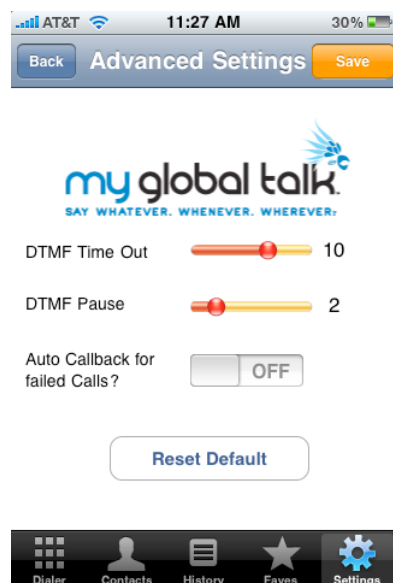 AT&T 11:27 AM 30%
Back Advanced Settings Save
my global talk.
SAY WHATEVER. WHENEVER. WHEREVER.
DTMF Time Out 10
DTMF Pause 2
Auto Callback for
failed Calls? OFF
Reset Default
Dialer Contacts History Faves Settings